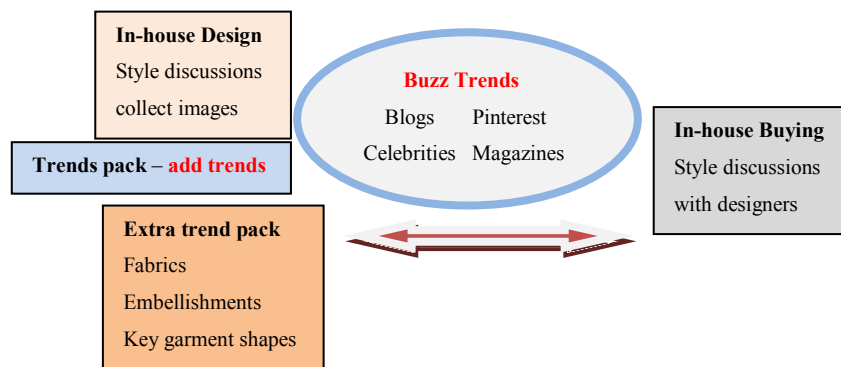 In-house Design
Style discussions
collect images
Trends pack – add trends
Extra trend pack
Fabrics
Embellishments
Key garment shapes
Buzz Trends
Blogs Pinterest
Celebrities Magazines
In-house Buying
Style discussions
with designers